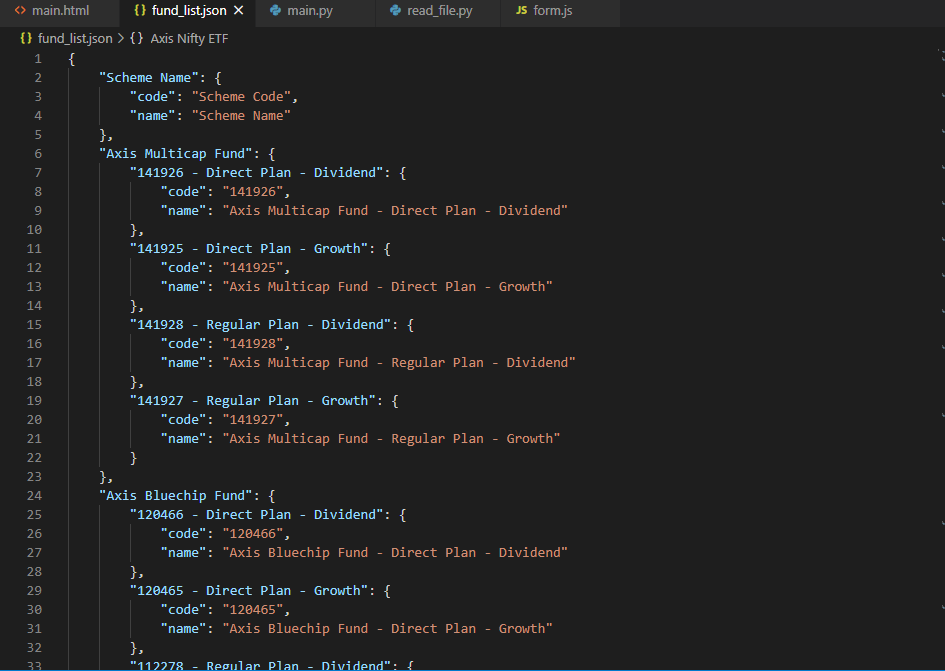 <> main.html {} fund_list.json × main.py read_file.py JS form.js
{} fund_list.json > {} Axis Nifty ETF
1 {
2 "Scheme Name": {
3 "code": "Scheme Code",
4 "name": "Scheme Name"
5 },
6 "Axis Multicap Fund": {
7 "141926 - Direct Plan - Dividend": {
8 "code": "141926",
9 "name": "Axis Multicap Fund - Direct Plan - Dividend"
10 },
11 "141925 - Direct Plan - Growth": {
12 "code": "141925",
13 "name": "Axis Multicap Fund - Direct Plan - Growth"
14 },
15 "141928 - Regular Plan - Dividend": {
16 "code": "141928",
17 "name": "Axis Multicap Fund - Regular Plan - Dividend"
18 },
19 "141927 - Regular Plan - Growth": {
20 "code": "141927",
21 "name": "Axis Multicap Fund - Regular Plan - Growth"
22 }
23 },
24 "Axis Bluechip Fund": {
25 "120466 - Direct Plan - Dividend": {
26 "code": "120466",
27 "name": "Axis Bluechip Fund - Direct Plan - Dividend"
28 },
29 "120465 - Direct Plan - Growth": {
30 "code": "120465",
31 "name": "Axis Bluechip Fund - Direct Plan - Growth"
32 },
33 "112278 - Regular Plan - Dividend": {